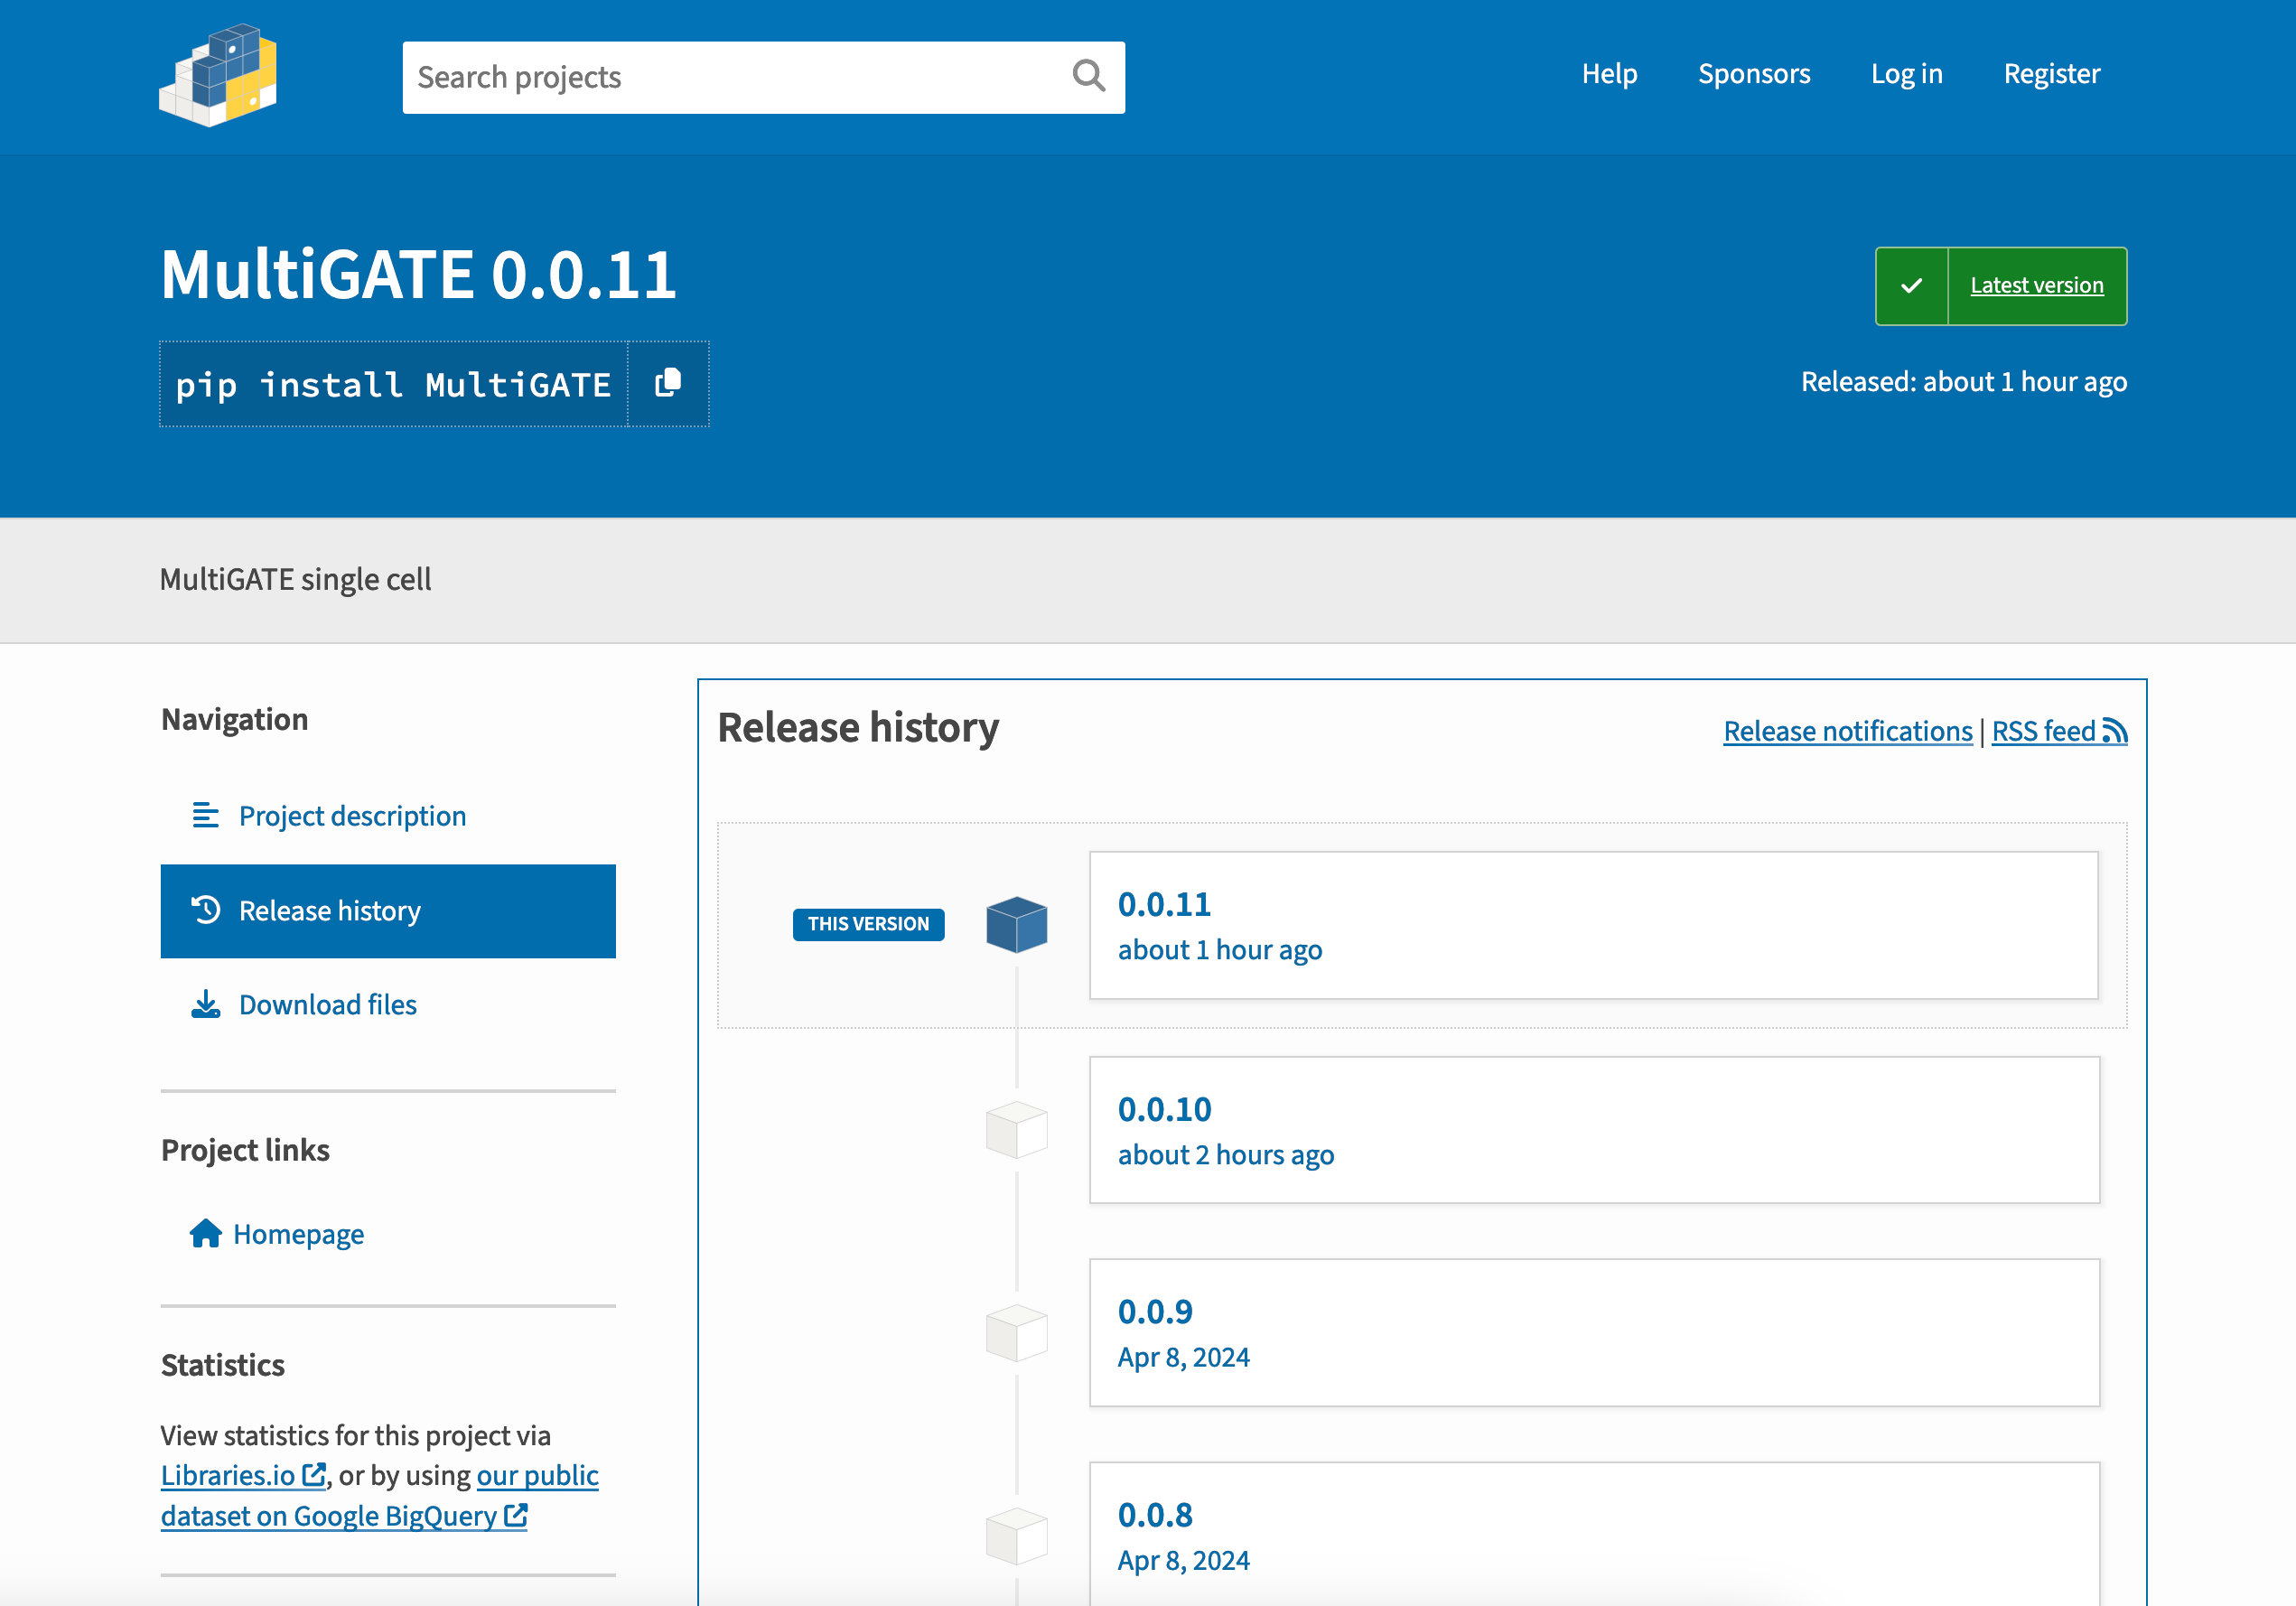 Search projects
Help
Sponsors
Log in
Register
MultiGATE 0.0.11
pip install MultiGATE
Latest version
Released: about 1 hour ago
MultiGATE single cell
Navigation
Project description
Release history
Download files
Project links
Homepage
Statistics
View statistics for this project via
Libraries.io, or by using our public
dataset on Google BigQuery
Release history
Release notifications | RSS feed
THIS VERSION
0.0.11
about 1 hour ago
0.0.10
about 2 hours ago
0.0.9
Apr 8, 2024
0.0.8
Apr 8, 2024